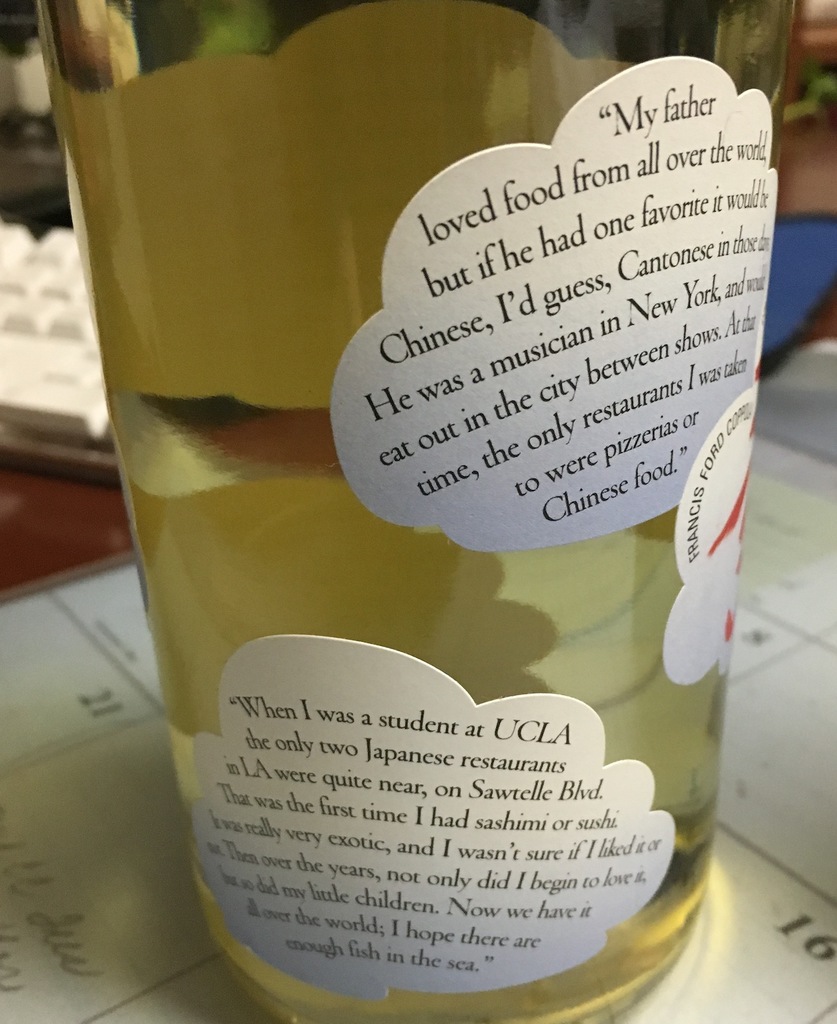 “My father
loved food from all over the world,
but if he had one favorite it would be
Chinese, I’d guess, Cantonese in those days
He was a musician in New York, and would
eat out in the city between shows. At that
time, the only restaurants I was taken
to were pizzerias or
Chinese food.”
FRANCIS FORD COPPOLA
“When I was a student at UCLA
the only two Japanese restaurants
in LA were quite near, on Sawtelle Blvd.
That was the first time I had sashimi or sushi.
It was really very exotic, and I wasn’t sure if I liked it or
not. Then over the years, not only did I begin to love it,
but so did my little children. Now we have it
all over the world; I hope there are
enough fish in the sea.”
21
16